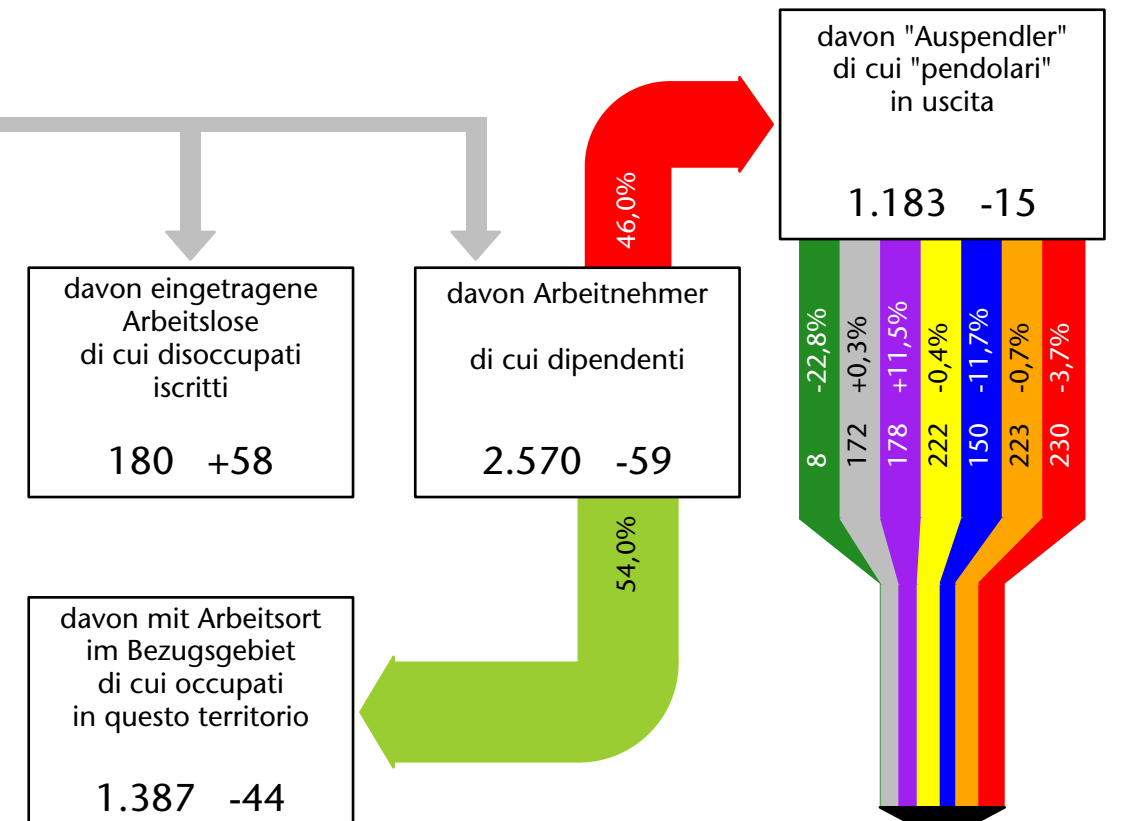 davon "Auspendler"
di cui "pendolari"
in uscita
1.183 -15
46,0%
davon eingetragene
Arbeitslose
di cui disoccupati
iscritti
180 +58
davon Arbeitnehmer
di cui dipendenti
2.570 -59
8 -22,8%
172 +0,3%
178 +11,5%
222 -0,4%
150 -11,7%
223 -0,7%
230 -3,7%
54,0%
davon mit Arbeitsort
im Bezugsgebiet
di cui occupati
in questo territorio
1.387 -44